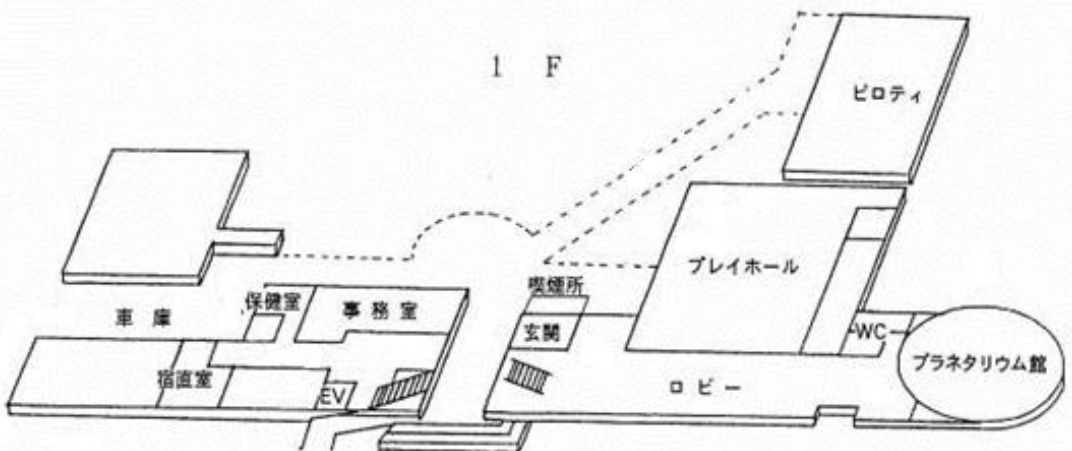 1 F
ピロティ
プレイホール
喫煙所
保健室
事務室
車庫
玄関
WC
プラネタリウム館
宿直室
EV
ロビー